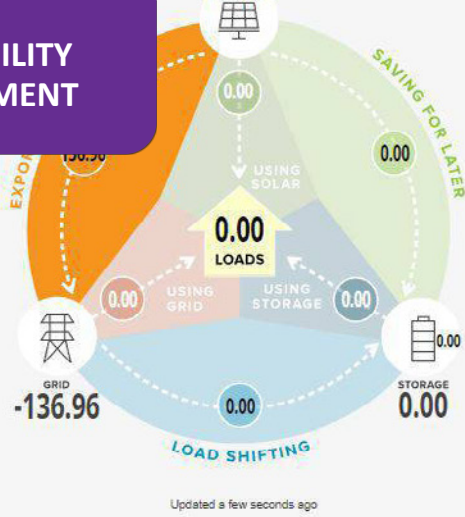 ILITY
MENT
0.00
SAVING FOR LATER
0.00
USING
SOLAR
0.00
LOADS
USING
GRID
0.00
USING
STORAGE
0.00
0.00
GRID
-136.96
STORAGE
0.00
0.00
LOAD SHIFTING
Updated a few seconds ago